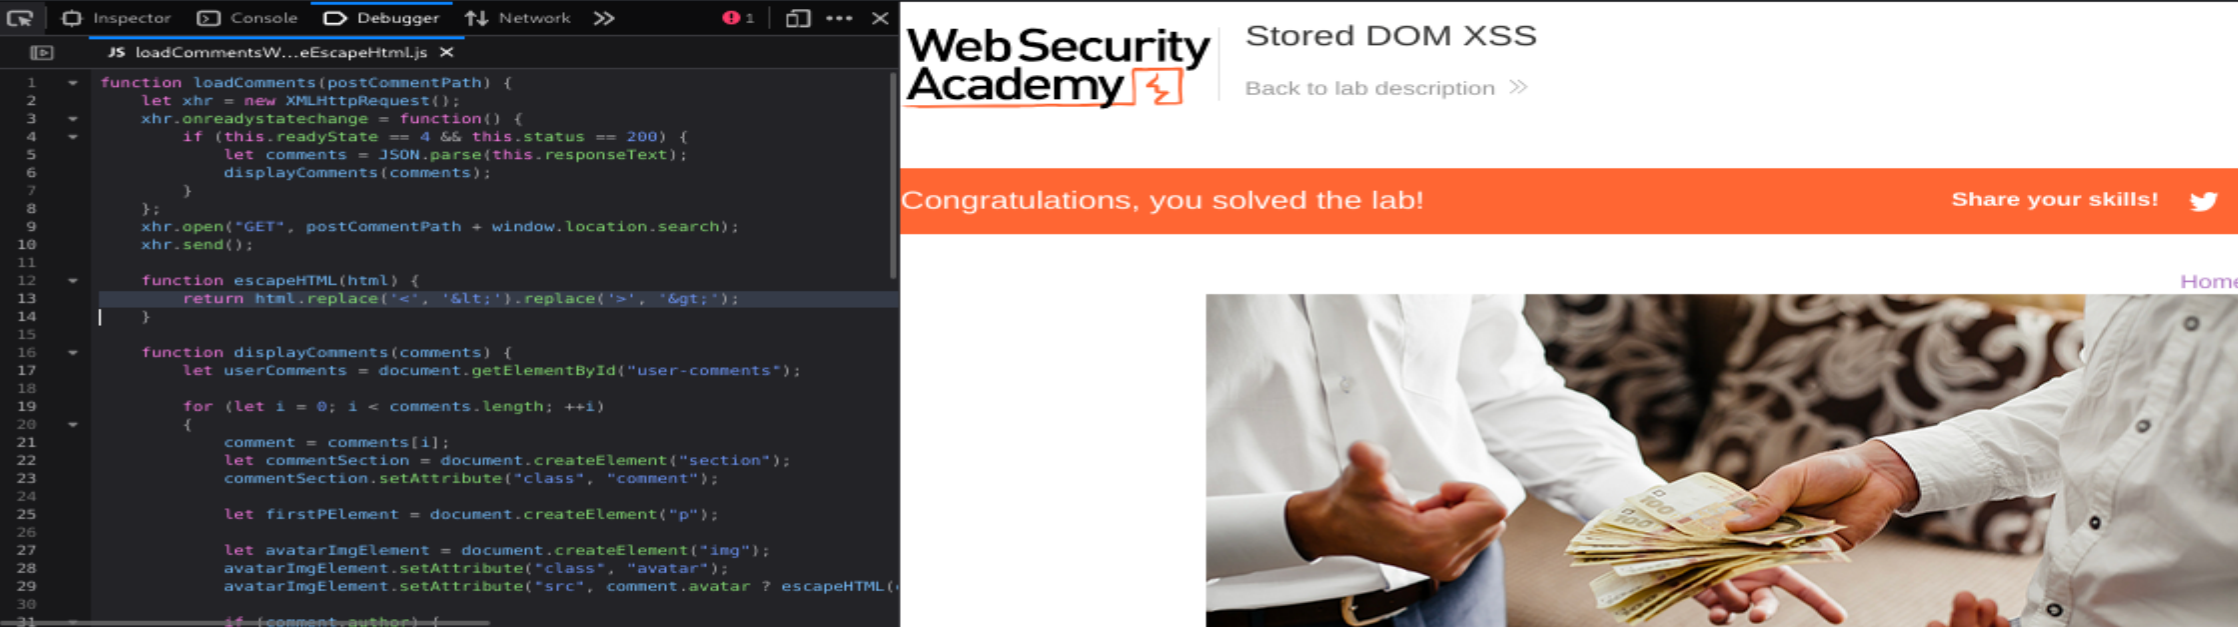 Inspector Console Debugger Network 1
JS loadCommentsW...eEscapeHtml.js
1 function loadComments(postCommentPath) {
2 let xhr = new XMLHttpRequest();
3 xhr.onreadystatechange = function() {
4 if (this.readyState == 4 && this.status == 200) {
5 let comments = JSON.parse(this.responseText);
6 displayComments(comments);
7 }
8 };
9 xhr.open("GET", postCommentPath + window.location.search);
10 xhr.send();
11
12 function escapeHTML(html) {
13 return html.replace('<', '&lt;').replace('>', '&gt;');
14 }
15
16 function displayComments(comments) {
17 let userComments = document.getElementById("user-comments");
18
19 for (let i = 0; i < comments.length; ++i)
20 {
21 comment = comments[i];
22 let commentSection = document.createElement("section");
23 commentSection.setAttribute("class", "comment");
24
25 let firstPElement = document.createElement("p");
26
27 let avatarImgElement = document.createElement("img");
28 avatarImgElement.setAttribute("class", "avatar");
29 avatarImgElement.setAttribute("src", comment.avatar ? escapeHTML(
30
31 if (comment.author) {
Web Security
Academy
Stored DOM XSS
Back to lab description
Congratulations, you solved the lab!
Share your skills!
Home
100
100